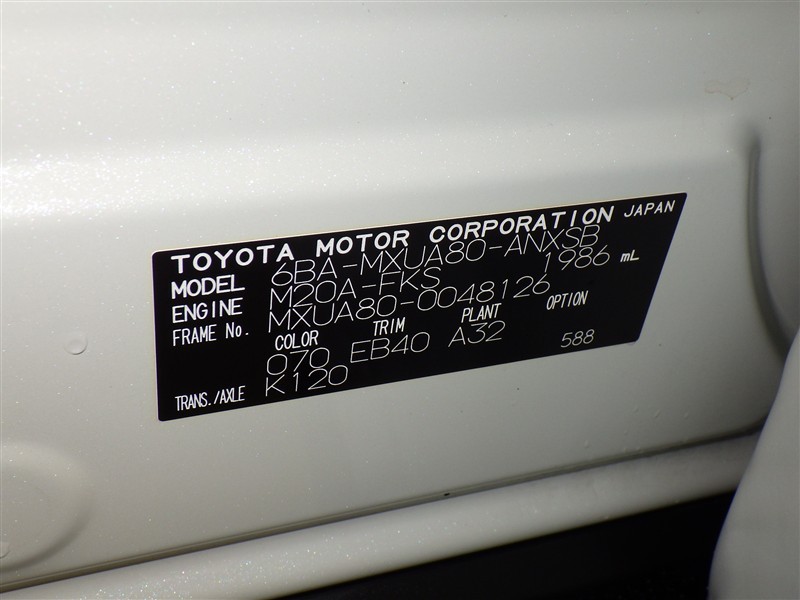 TOYOTA MOTOR CORPORATION JAPAN
MODEL 6BA-MXUA80-ANXSB
ENGINE M20A-FKS 1986 mL
FRAME No. MXUA80-0048126
COLOR TRIM PLANT OPTION
070 EB40 A32 588
TRANS./AXLE K120